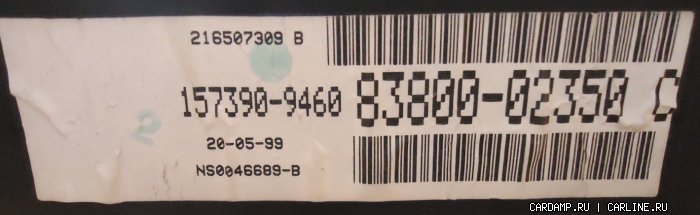 216507309 B
157390-9460 83800-02350 C
20-05-99
NS0046689-B
CARDAMP.RU | CARLINE.RU